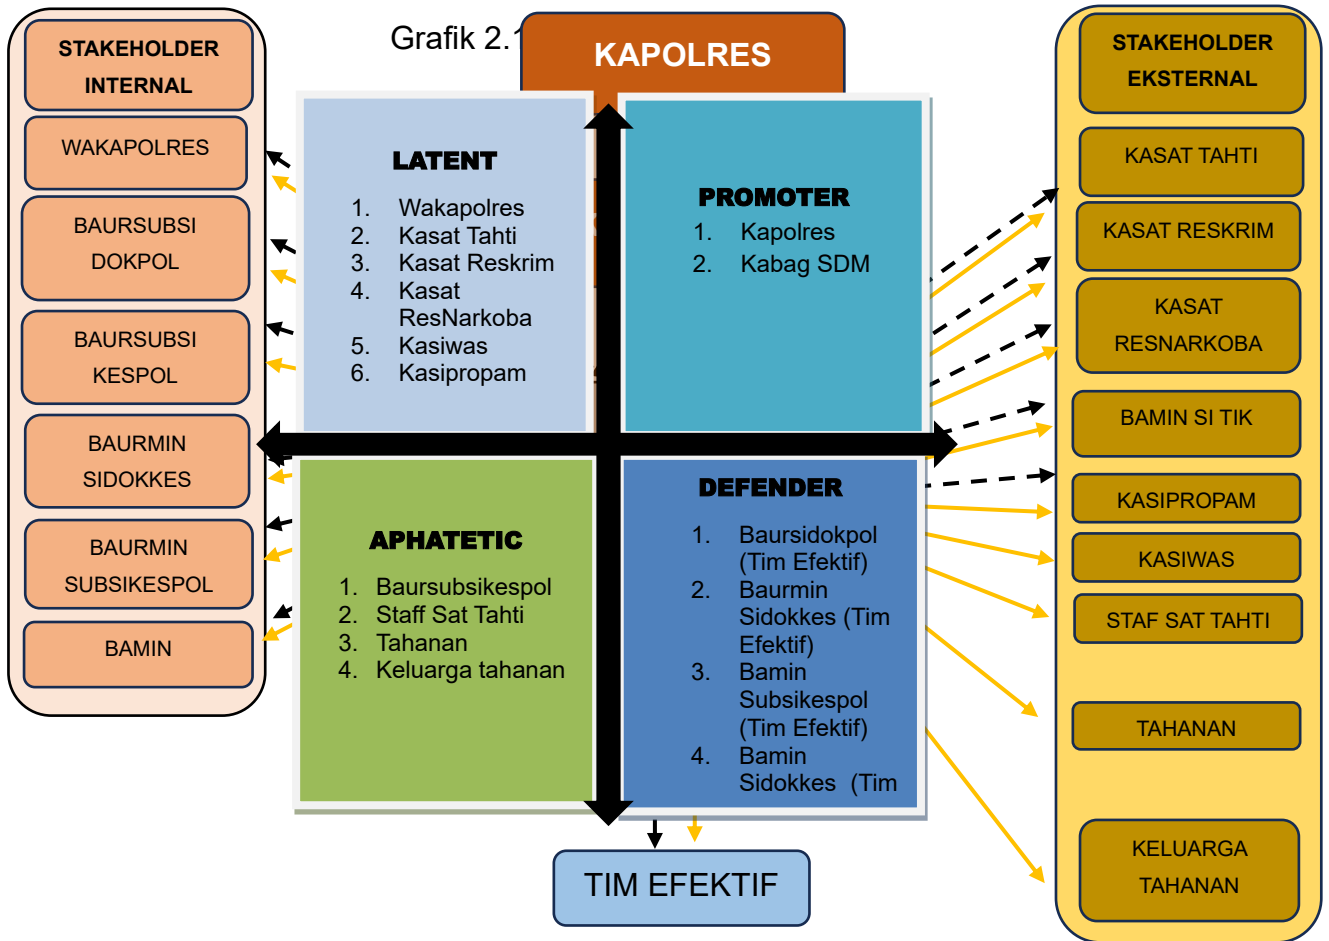 Grafik 2.1
KAPOLRES
STAKEHOLDER
INTERNAL
WAKAPOLRES
BAURSUBSI
DOKPOL
BAURSUBSI
KESPOL
BAURMIN
SIDOKKES
BAURMIN
SUBSIKESPOL
BAMIN
LATENT
1. Wakapolres
2. Kasat Tahti
3. Kasat Reskrim
4. Kasat
ResNarkoba
5. Kasiwas
6. Kasipropam
PROMOTER
1. Kapolres
2. Kabag SDM
APHATETIC
1. Baursubsikespol
2. Staff Sat Tahti
3. Tahanan
4. Keluarga tahanan
DEFENDER
1. Baursidokpol
(Tim Efektif)
2. Baurmin
Sidokkes (Tim
Efektif)
3. Bamin
Subsikespol
(Tim Efektif)
4. Bamin
Sidokkes (Tim
TIM EFEKTIF
STAKEHOLDER
EKSTERNAL
KASAT TAHTI
KASAT RESKRIM
KASAT
RESNARKOBA
BAMIN SI TIK
KASIPROPAM
KASIWAS
STAF SAT TAHTI
TAHANAN
KELUARGA
TAHANAN